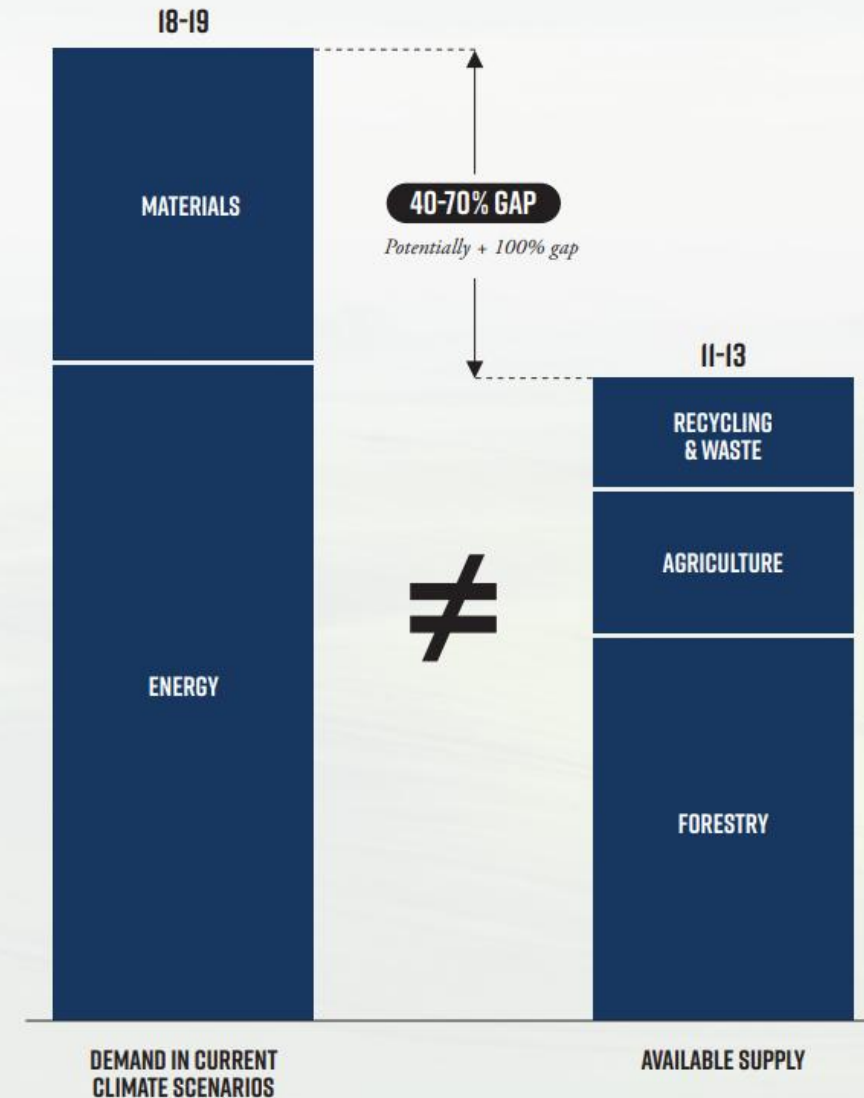 18-19
MATERIALS
40-70% GAP
Potentially + 100% gap
11-13
RECYCLING
& WASTE
AGRICULTURE
≠
ENERGY
FORESTRY
DEMAND IN CURRENT
CLIMATE SCENARIOS
AVAILABLE SUPPLY